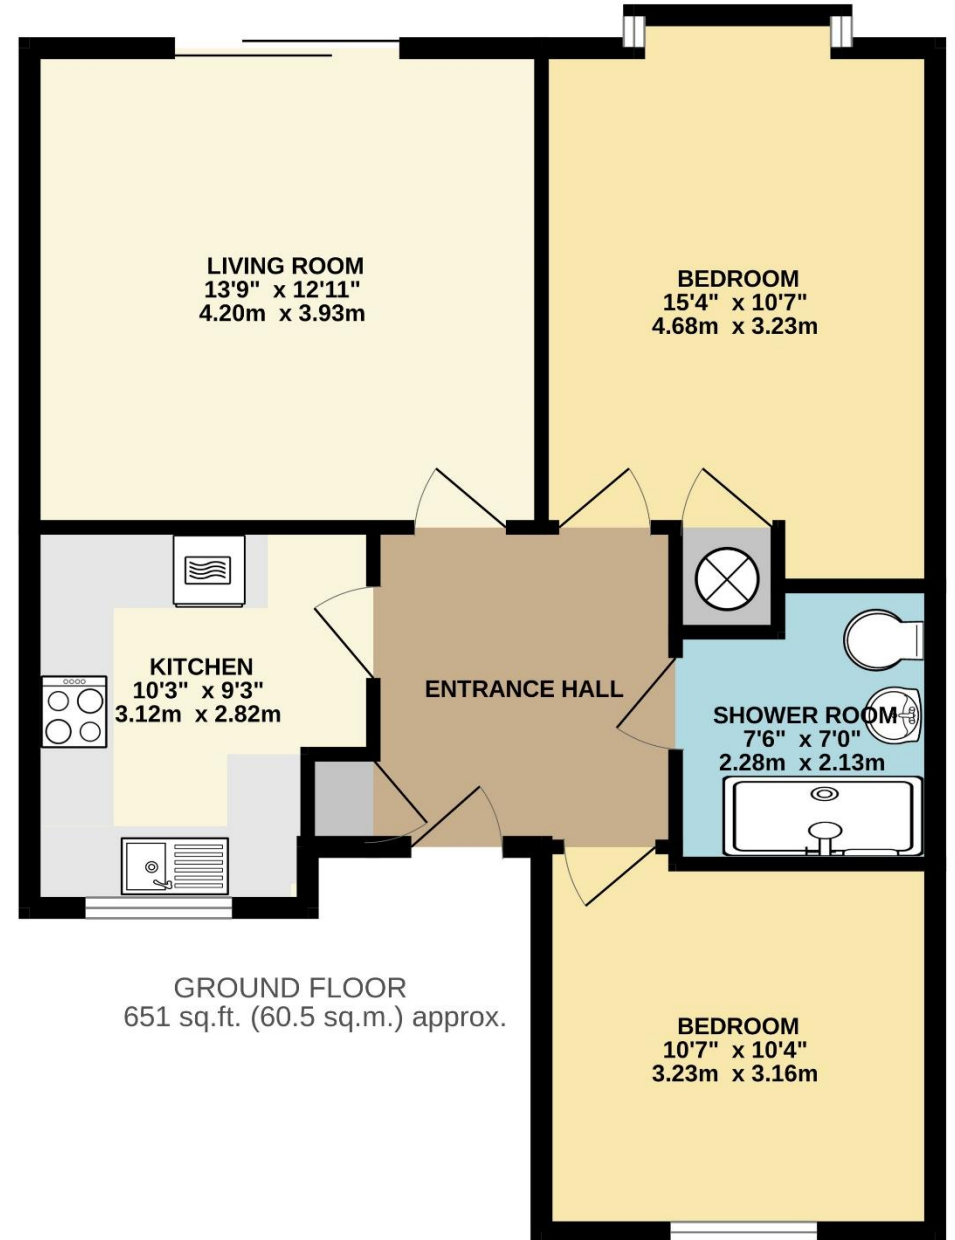 LIVING ROOM
13'9" x 12'11"
4.20m x 3.93m
BEDROOM
15'4" x 10'7"
4.68m x 3.23m
KITCHEN
10'3" x 9'3"
3.12m x 2.82m
ENTRANCE HALL
SHOWER ROOM
7'6" x 7'0"
2.28m x 2.13m
GROUND FLOOR
651 sq.ft. (60.5 sq.m.) approx.
BEDROOM
10'7" x 10'4"
3.23m x 3.16m